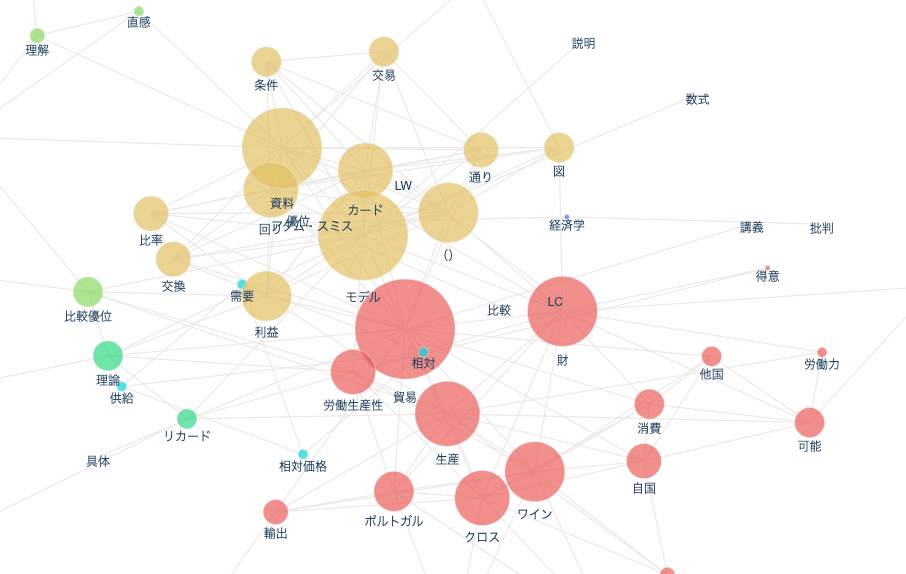 直感
理解
説明
交易
条件
数式
通り
図
LW
資料
カード
優位
回り
アダム・スミス
経済学
講義
批判
比率
()
得意
交換
需要
モデル
LC
比較
比較優位
利益
財
相対
労働力
他国
理論
供給
貿易
労働生産性
消費
リカード
可能
生産
具体
相対価格
自国
ワイン
ポルトガル
輸出
クロス